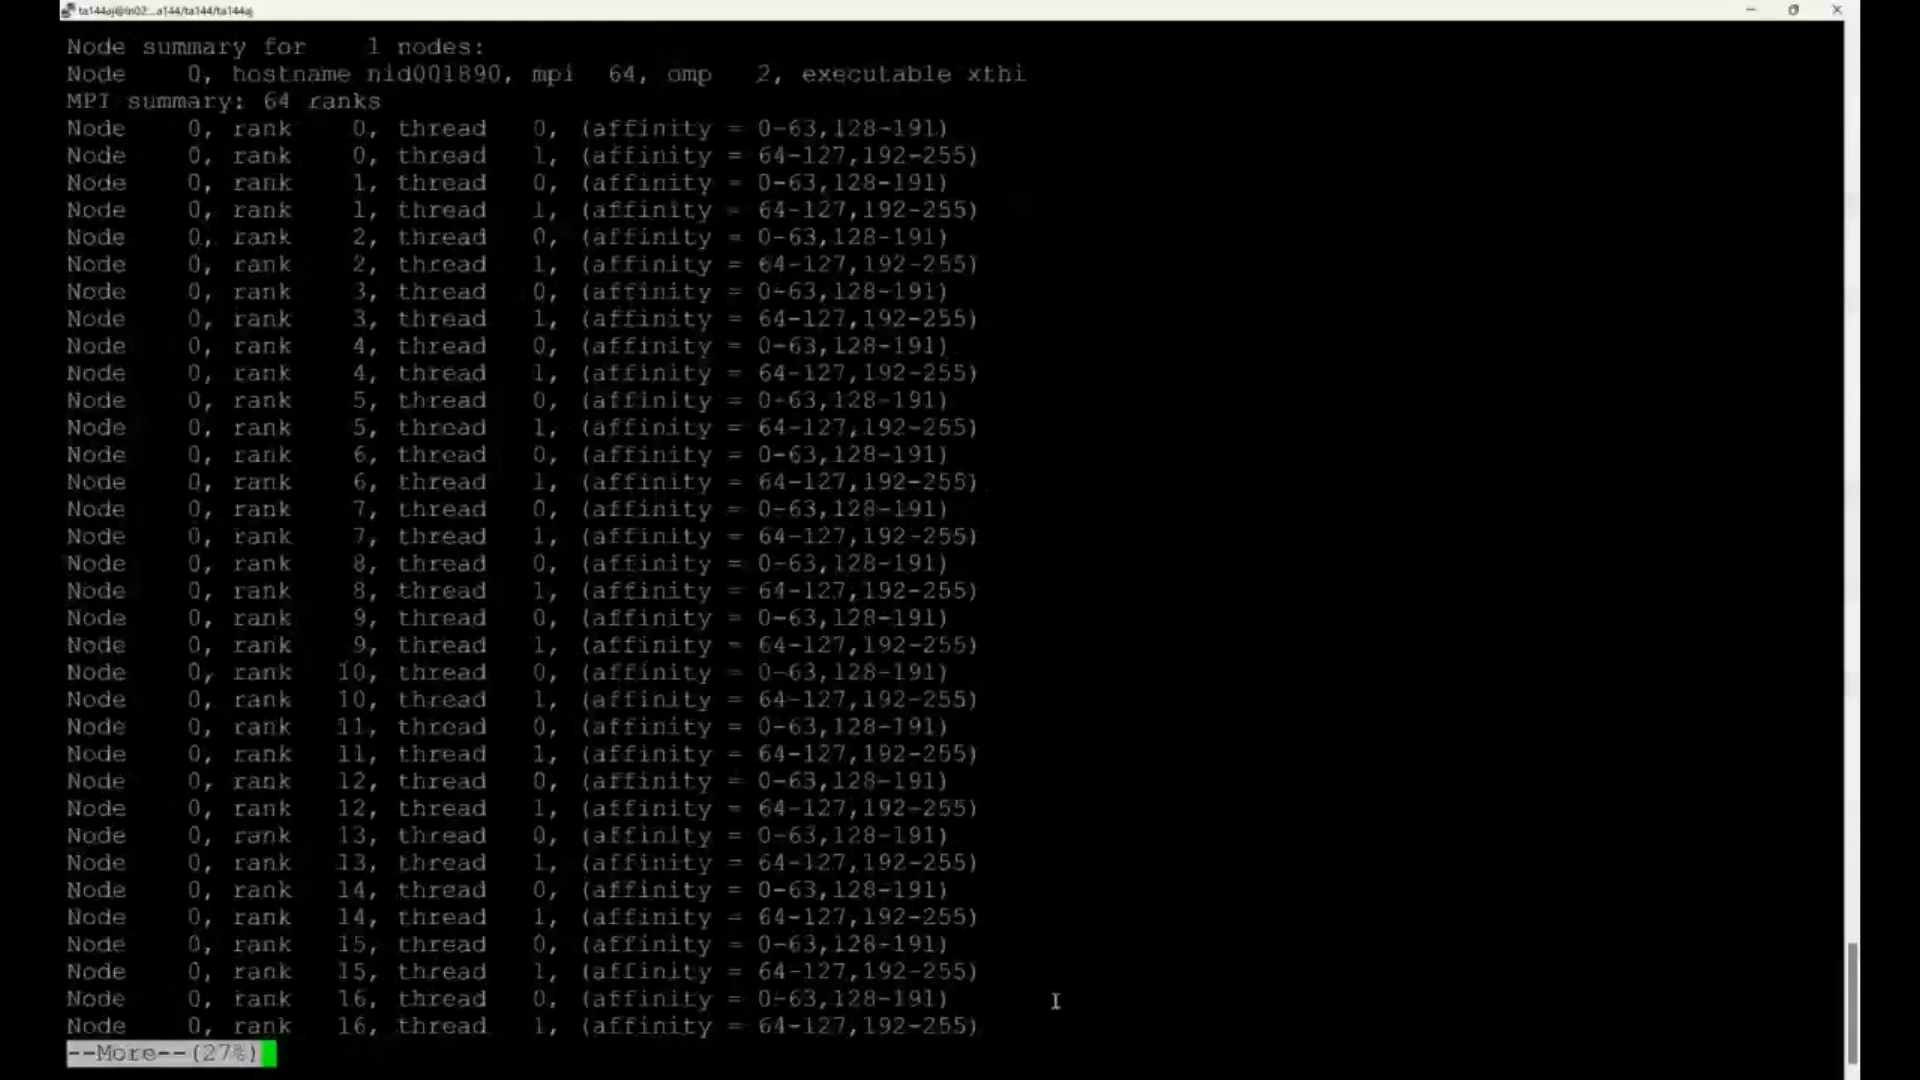 ta144aj@ln02:...a144/ta144/ta144aj
Node summary for    1 nodes:
Node    0, hostname nid001890, mpi  64, omp   2, executable xthi
MPI summary: 64 ranks
Node    0, rank    0, thread   0, (affinity = 0-63,128-191)
Node    0, rank    0, thread   1, (affinity = 64-127,192-255)
Node    0, rank    1, thread   0, (affinity = 0-63,128-191)
Node    0, rank    1, thread   1, (affinity = 64-127,192-255)
Node    0, rank    2, thread   0, (affinity = 0-63,128-191)
Node    0, rank    2, thread   1, (affinity = 64-127,192-255)
Node    0, rank    3, thread   0, (affinity = 0-63,128-191)
Node    0, rank    3, thread   1, (affinity = 64-127,192-255)
Node    0, rank    4, thread   0, (affinity = 0-63,128-191)
Node    0, rank    4, thread   1, (affinity = 64-127,192-255)
Node    0, rank    5, thread   0, (affinity = 0-63,128-191)
Node    0, rank    5, thread   1, (affinity = 64-127,192-255)
Node    0, rank    6, thread   0, (affinity = 0-63,128-191)
Node    0, rank    6, thread   1, (affinity = 64-127,192-255)
Node    0, rank    7, thread   0, (affinity = 0-63,128-191)
Node    0, rank    7, thread   1, (affinity = 64-127,192-255)
Node    0, rank    8, thread   0, (affinity = 0-63,128-191)
Node    0, rank    8, thread   1, (affinity = 64-127,192-255)
Node    0, rank    9, thread   0, (affinity = 0-63,128-191)
Node    0, rank    9, thread   1, (affinity = 64-127,192-255)
Node    0, rank   10, thread   0, (affinity = 0-63,128-191)
Node    0, rank   10, thread   1, (affinity = 64-127,192-255)
Node    0, rank   11, thread   0, (affinity = 0-63,128-191)
Node    0, rank   11, thread   1, (affinity = 64-127,192-255)
Node    0, rank   12, thread   0, (affinity = 0-63,128-191)
Node    0, rank   12, thread   1, (affinity = 64-127,192-255)
Node    0, rank   13, thread   0, (affinity = 0-63,128-191)
Node    0, rank   13, thread   1, (affinity = 64-127,192-255)
Node    0, rank   14, thread   0, (affinity = 0-63,128-191)
Node    0, rank   14, thread   1, (affinity = 64-127,192-255)
Node    0, rank   15, thread   0, (affinity = 0-63,128-191)
Node    0, rank   15, thread   1, (affinity = 64-127,192-255)
Node    0, rank   16, thread   0, (affinity = 0-63,128-191)
Node    0, rank   16, thread   1, (affinity = 64-127,192-255)
--More--(27%)